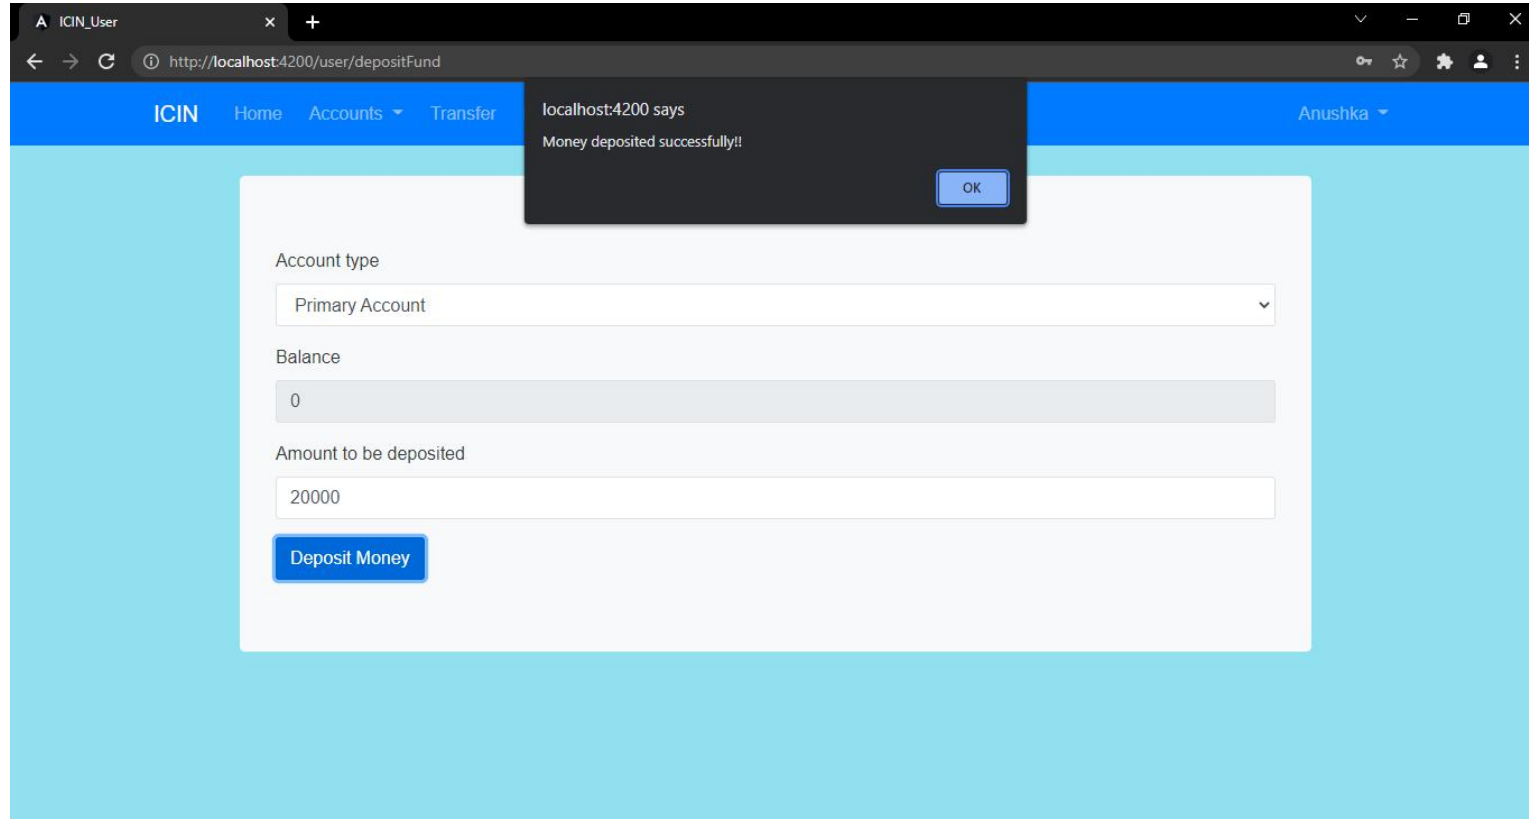 ICIN_User
http://localhost:4200/user/depositFund
ICIN Home Accounts Transfer Anushka
localhost:4200 says
Money deposited successfully!!
OK
Account type
Primary Account
Balance
0
Amount to be deposited
20000
Deposit Money